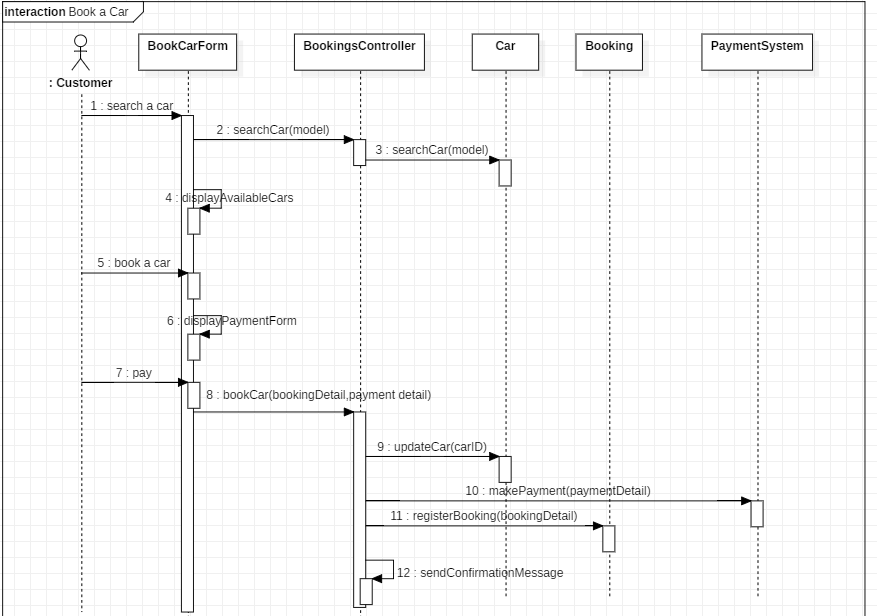 interaction Book a Car
BookCarForm
BookingsController
Car
Booking
PaymentSystem
: Customer
1 : search a car
2 : searchCar(model)
3 : searchCar(model)
4 : displayAvailableCars
5 : book a car
6 : displayPaymentForm
7 : pay
8 : bookCar(bookingDetail,payment detail)
9 : updateCar(carID)
10 : makePayment(paymentDetail)
11 : registerBooking(bookingDetail)
12 : sendConfirmationMessage